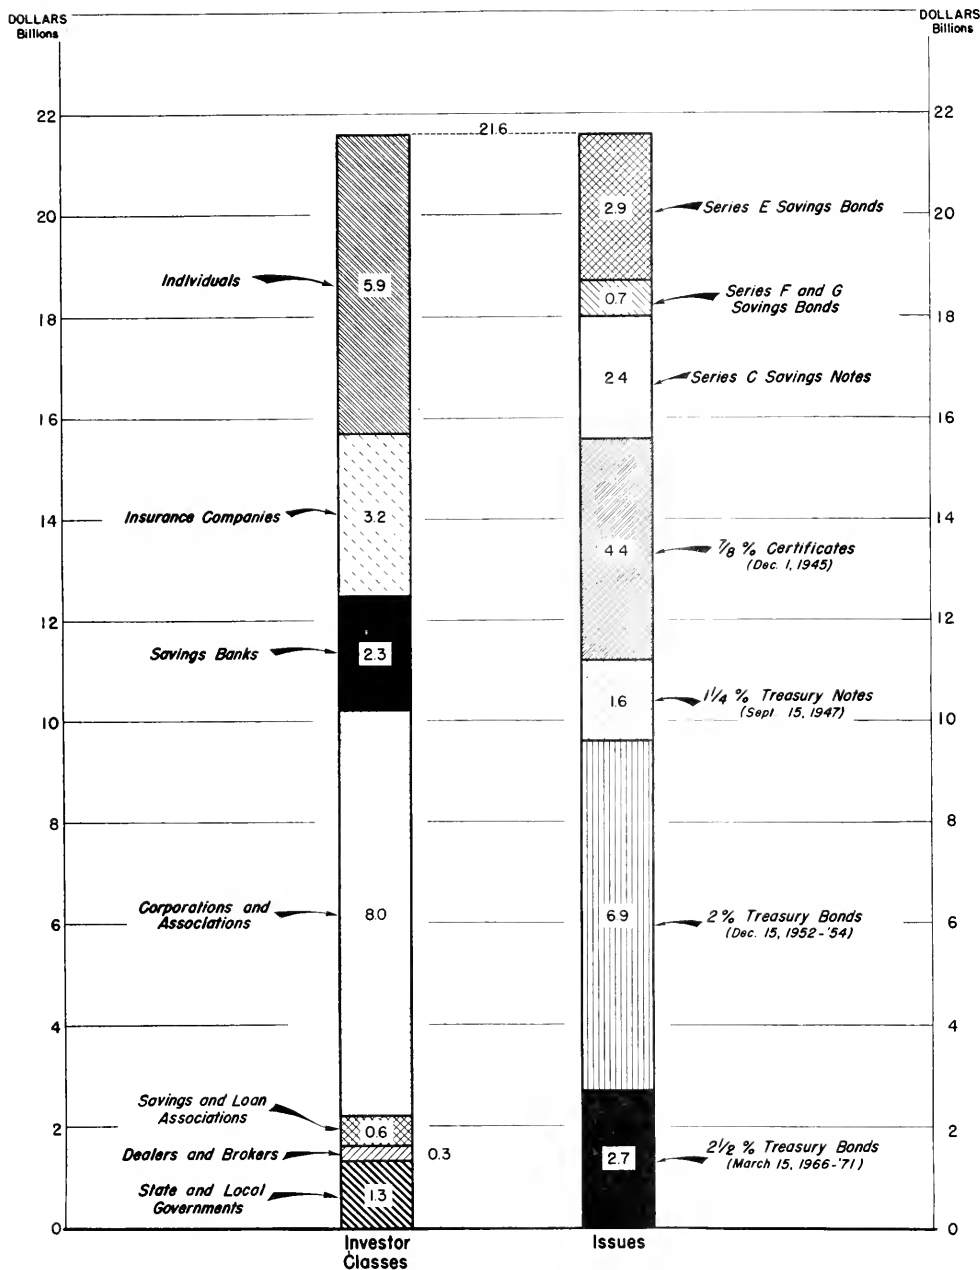 DOLLARS
Billions
DOLLARS
Billions
22
20
18
16
14
12
10
8
6
4
2
0
Individuals
Insurance Companies
Savings Banks
Corporations and
Associations
Savings and Loan
Associations
Dealers and Brokers
State and Local
Governments
5.9
3.2
2.3
8.0
0.6
0.3
1.3
Investor
Classes
21.6
2.9
0.7
2.4
4.4
1.6
6.9
2.7
Issues
Series E Savings Bonds
Series F and G
Savings Bonds
Series C Savings Notes
7/8 % Certificates
(Dec. 1, 1945)
1 1/4 % Treasury Notes
(Sept. 15, 1947)
2 % Treasury Bonds
(Dec. 15, 1952-'54)
2 1/2 % Treasury Bonds
(March 15, 1966-'71)
22
20
18
16
14
12
10
8
6
4
2
0